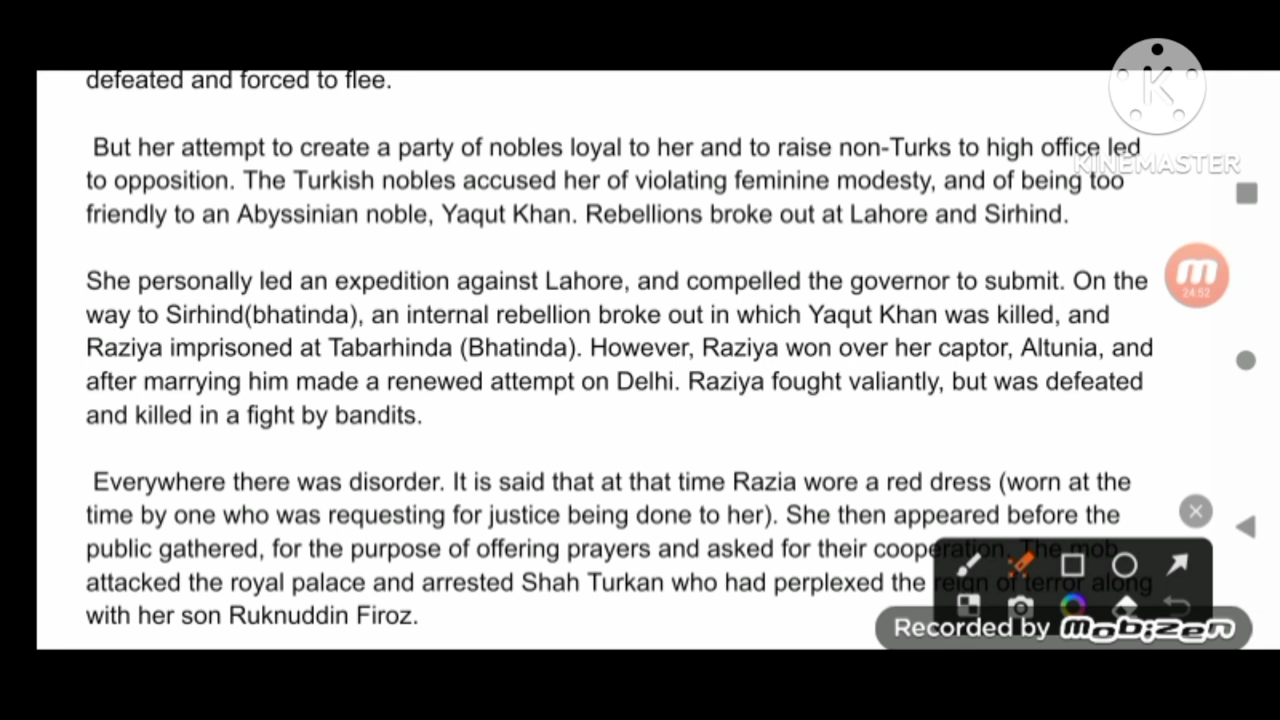 defeated and forced to flee.
But her attempt to create a party of nobles loyal to her and to raise non-Turks to high office led
KINEMASTER
to opposition. The Turkish nobles accused her of violating feminine modesty, and of being too
friendly to an Abyssinian noble, Yaqut Khan. Rebellions broke out at Lahore and Sirhind.
She personally led an expedition against Lahore, and compelled the governor to submit. On the
24:52
way to Sirhind(bhatinda), an internal rebellion broke out in which Yaqut Khan was killed, and
Raziya imprisoned at Tabarhinda (Bhatinda). However, Raziya won over her captor, Altunia, and
after marrying him made a renewed attempt on Delhi. Raziya fought valiantly, but was defeated
and killed in a fight by bandits.
Everywhere there was disorder. It is said that at that time Razia wore a red dress (worn at the
time by one who was requesting for justice being done to her). She then appeared before the
public gathered, for the purpose of offering prayers and asked for their cooperation. The mob
attacked the royal palace and arrested Shah Turkan who had perplexed the reign of terror along
with her son Ruknuddin Firoz.
Recorded by Mobizen